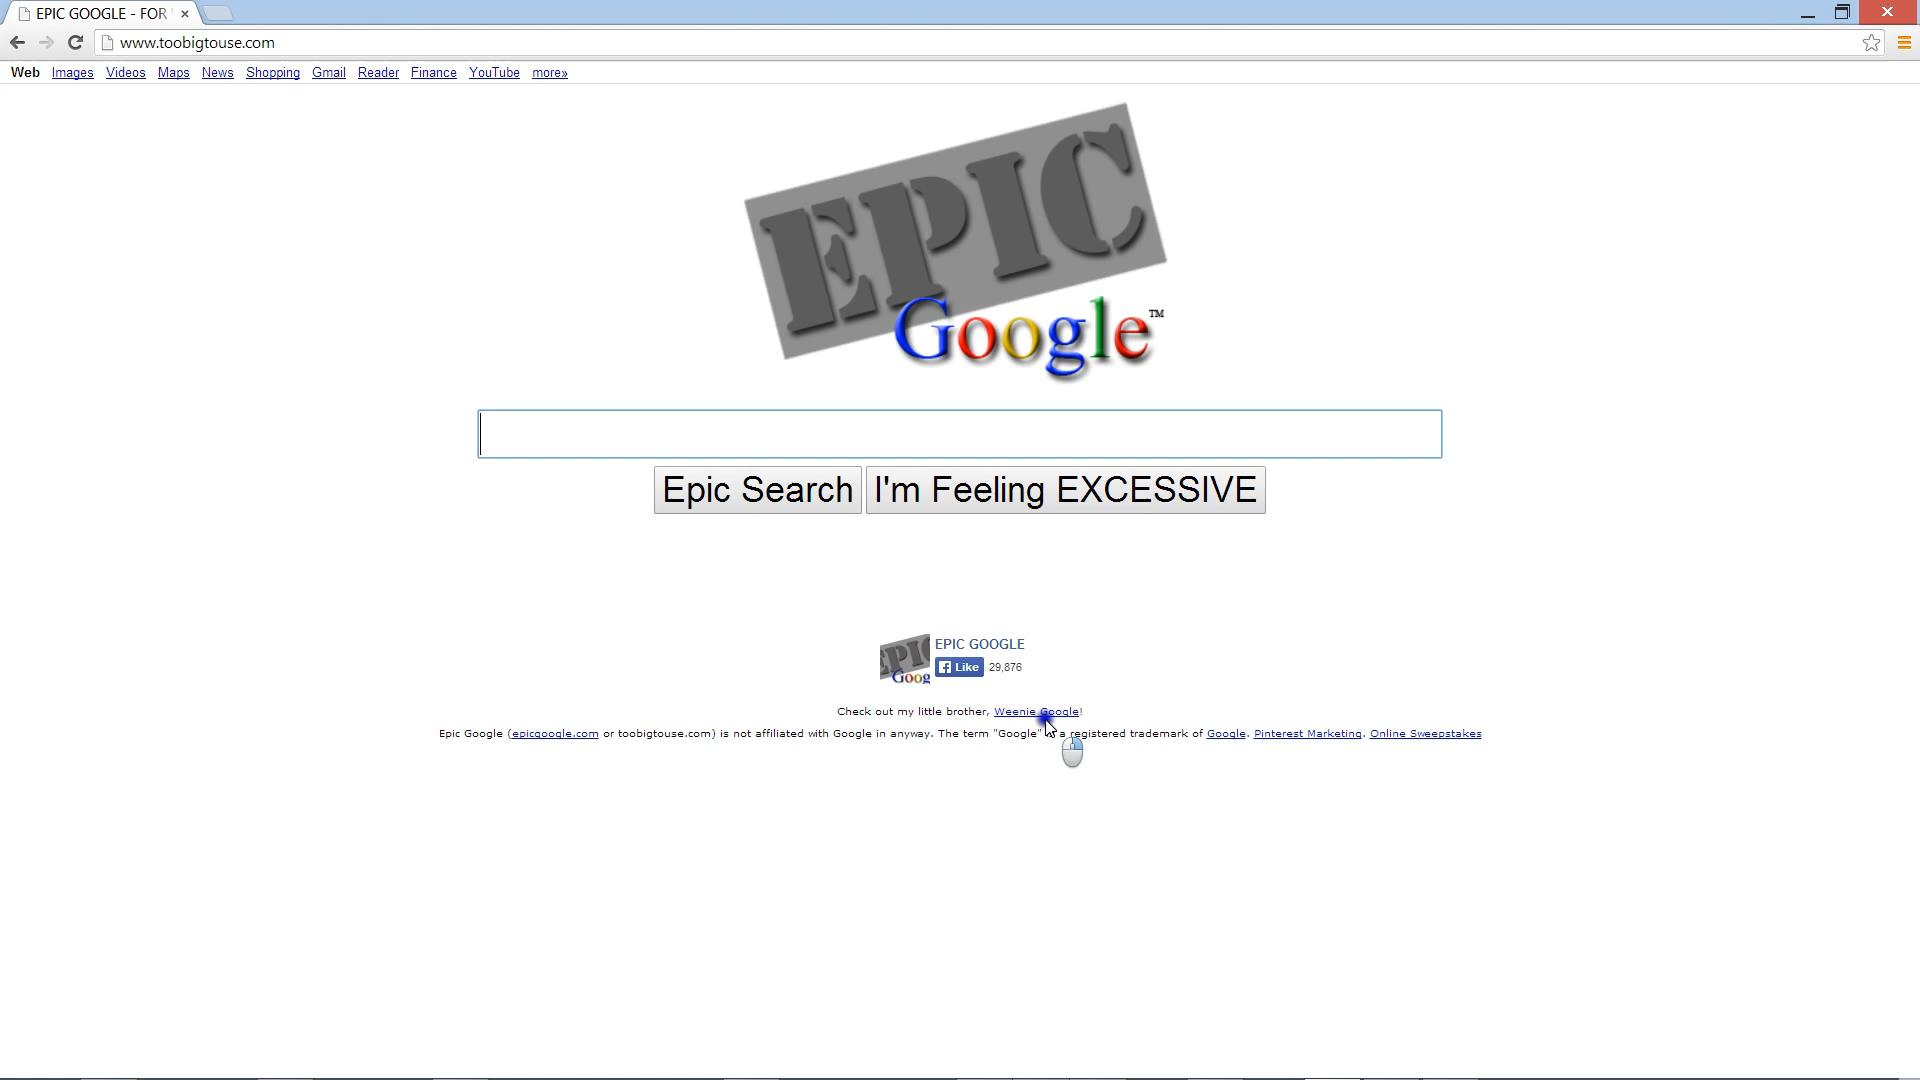 EPIC GOOGLE - FOR
www.toobigtouse.com
Web Images Videos Maps News Shopping Gmail Reader Finance YouTube more»
EPIC
Google™
Epic Search I'm Feeling EXCESSIVE
EPIC GOOGLE
Like 29,876
Check out my little brother, Weenie Google!
Epic Google (epicgoogle.com or toobigtouse.com) is not affiliated with Google in anyway. The term "Google" a registered trademark of Google. Pinterest Marketing. Online Sweepstakes